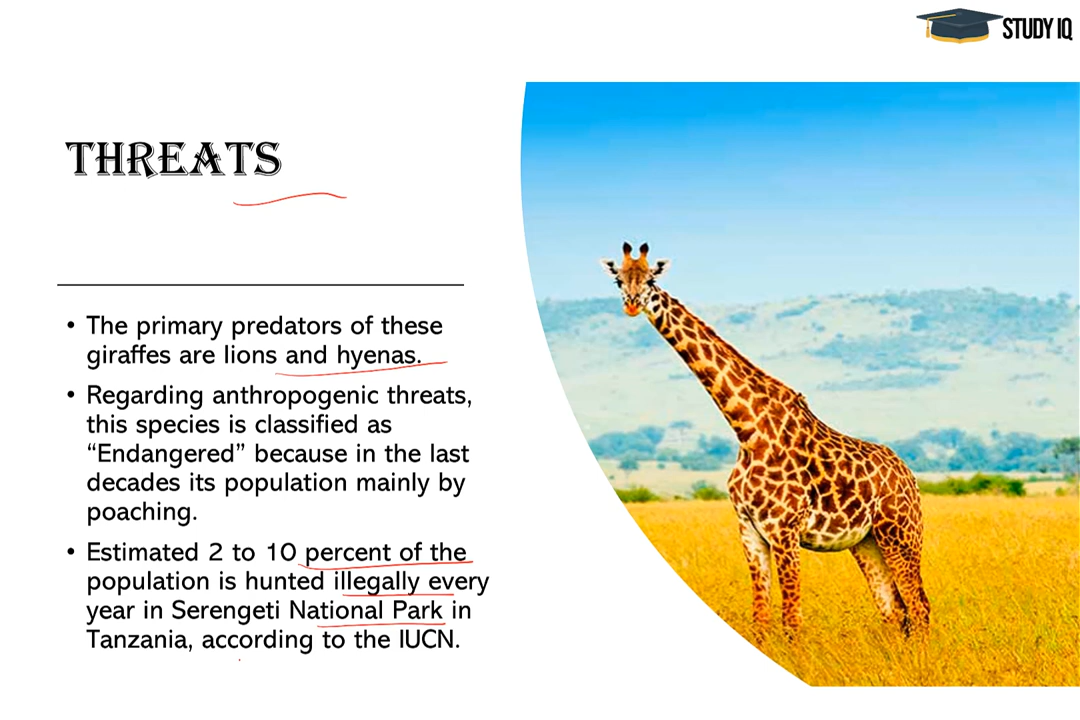 STUDY IQ
THREATS
• The primary predators of these
giraffes are lions and hyenas.
• Regarding anthropogenic threats,
this species is classified as
“Endangered” because in the last
decades its population mainly by
poaching.
• Estimated 2 to 10 percent of the
population is hunted illegally every
year in Serengeti National Park in
Tanzania, according to the IUCN.